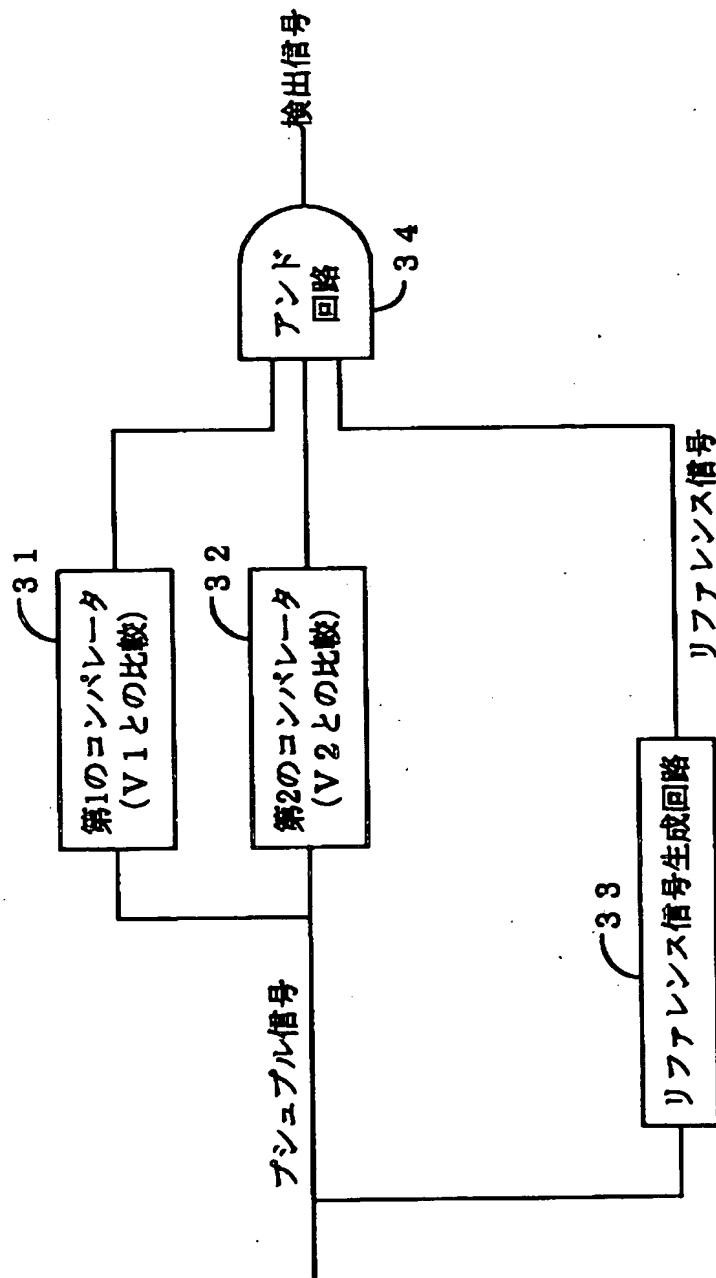 プシュプル信号
31
第1のコンパレータ
(V1との比較)
32
第2のコンパレータ
(V2との比較)
33
リファレンス信号生成回路
リファレンス信号
アンド
回路
34
検出信号